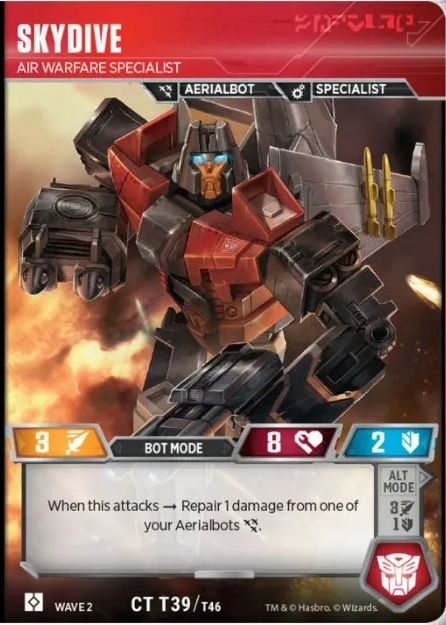 SKYDIVE
AIR WARFARE SPECIALIST
AERIALBOT
SPECIALIST
3
BOT MODE
8
2
When this attacks → Repair 1 damage from one of
your Aerialbots.
ALT
MODE
3
1
WAVE 2
CT T39/T46
TM & © Hasbro. © Wizards.